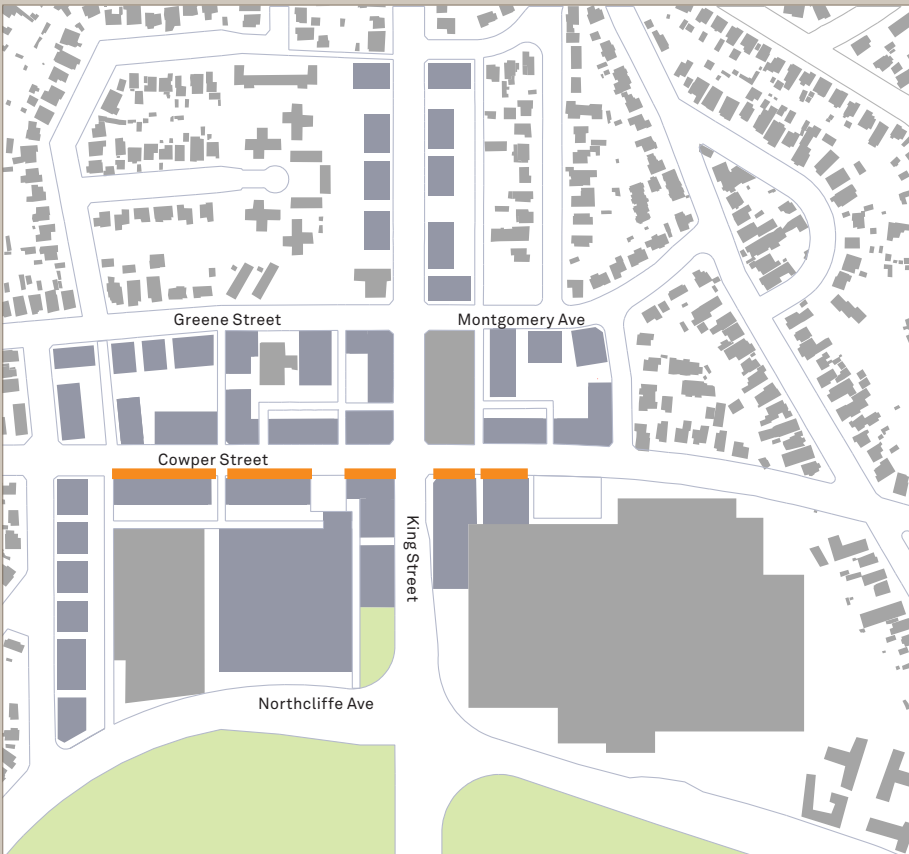 Greene Street
Montgomery Ave
Cowper Street
King Street
Northcliffe Ave